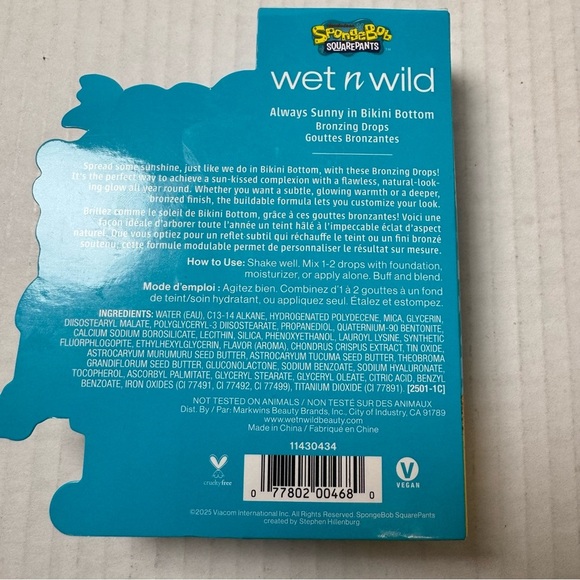 SpongeBob
SQUAREPANTS
wet n wild
Always Sunny in Bikini Bottom
Bronzing Drops
Gouttes Bronzantes
Spread some sunshine, just like we do in Bikini Bottom, with these Bronzing Drops!
It's the perfect way to achieve a sun-kissed complexion with a flawless, natural-look-
ing glow all year round. Whether you want a subtle, glowing warmth or a deeper,
bronzed finish, the buildable formula lets you customize your look.
Brillez comme le soleil de Bikini Bottom, grâce à ces gouttes bronzantes! Voici une
façon idéale d'arborer toute l'année un teint hâlé à l'impeccable éclat d'aspect
naturel. Que vous optiez pour un reflet subtil qui réchauffe le teint ou un fini bronzé
soutenu, cette formule modulable permet de personnaliser le résultat sur mesure.
How to Use: Shake well. Mix 1-2 drops with foundation,
moisturizer, or apply alone. Buff and blend.
Mode d'emploi : Agitez bien. Combinez d'1 à 2 gouttes à un fond
de teint/soin hydratant, ou appliquez seul. Étalez et estompez.
INGREDIENTS: WATER (EAU), C13-14 ALKANE, HYDROGENATED POLYDECENE, MICA, GLYCERIN,
DIISOSTEARYL MALATE, POLYGLYCERYL-3 DIISOSTEARATE, PROPANEDIOL, QUATERNIUM-90 BENTONITE,
CALCIUM SODIUM BOROSILICATE, LECITHIN, SILICA, PHENOXYETHANOL, LAUROYL LYSINE, SYNTHETIC
FLUORPHLOGOPITE, ETHYLHEXYLGLYCERIN, FLAVOR (AROMA), CHONDRUS CRISPUS EXTRACT, TIN OXIDE,
ASTROCARYUM MURUMURU SEED BUTTER, ASTROCARYUM TUCUMA SEED BUTTER, THEOBROMA
GRANDIFLORUM SEED BUTTER, GLUCONOLACTONE, SODIUM BENZOATE, SODIUM HYALURONATE,
TOCOPHEROL, ASCORBYL PALMITATE, GLYCERYL STEARATE, GLYCERYL OLEATE, CITRIC ACID, BENZYL
BENZOATE, IRON OXIDES (CI 77491, CI 77492, CI 77499), TITANIUM DIOXIDE (CI 77891). [2501-1C]
NOT TESTED ON ANIMALS / NON TESTÉ SUR DES ANIMAUX
Dist. By / Par: Markwins Beauty Brands, Inc., City of Industry, CA 91789
www.wetnwildbeauty.com
Made in China / Fabriqué en Chine
11430434
cruelty free
0 77802 00468 0
VEGAN
©2025 Viacom International Inc. All Rights Reserved. SpongeBob SquarePants
created by Stephen Hillenburg